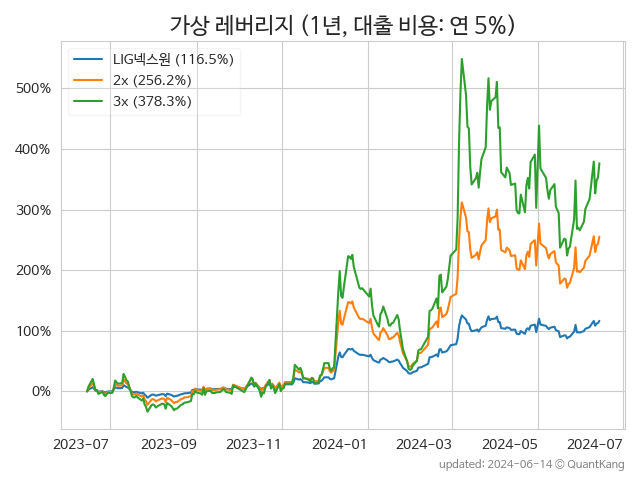 가상 레버리지 (1년, 대출 비용: 연 5%)
LIG넥스원 (116.5%)
2x (256.2%)
3x (378.3%)
500%
400%
300%
200%
100%
0%
2023-07 2023-09 2023-11 2024-01 2024-03 2024-05 2024-07
updated: 2024-06-14 © QuantKang